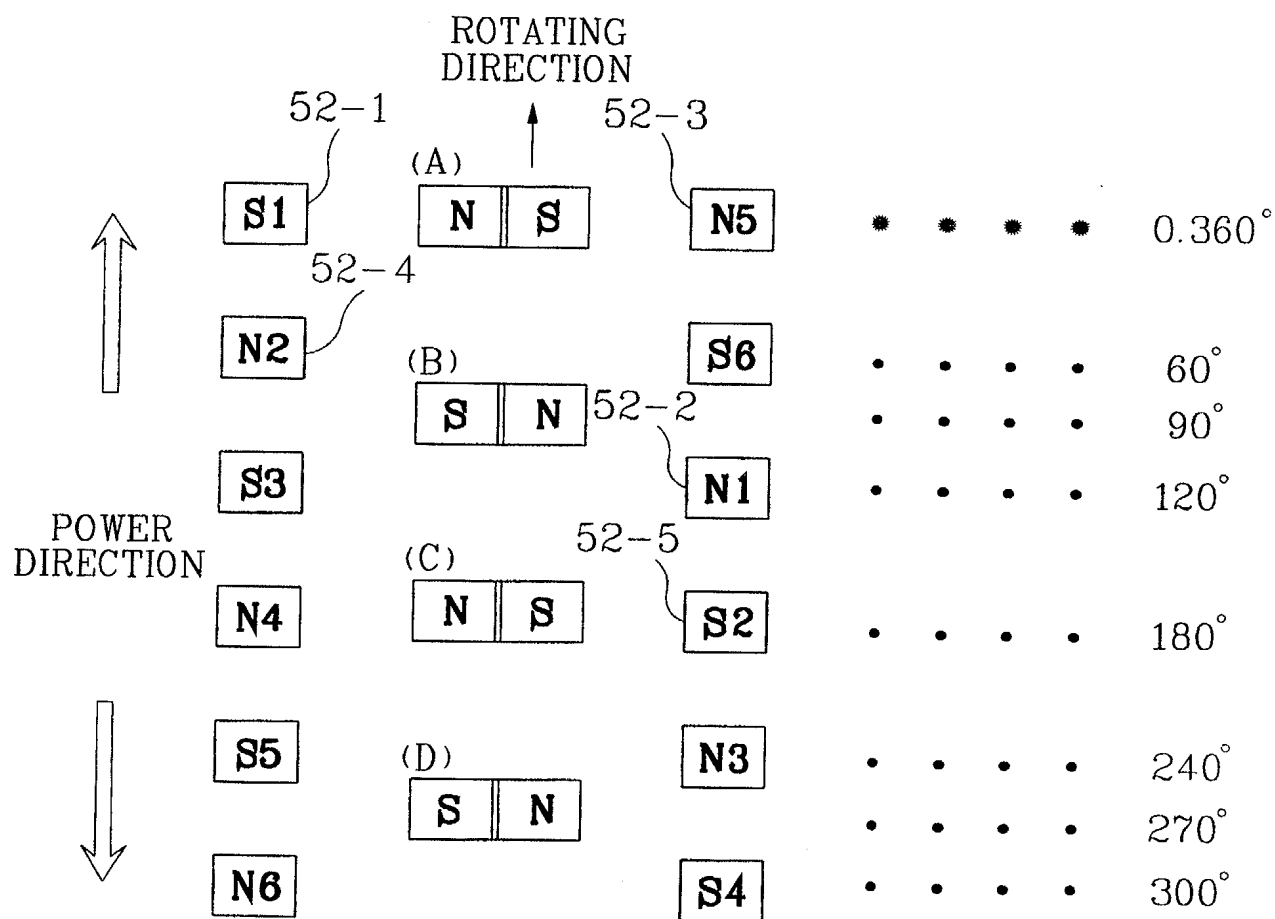 ROTATING
DIRECTION
52-1
52-3
(A)
S1
N
S
N5
0.360°
52-4
N2
S6
60°
(B)
S
N
52-2
90°
S3
N1
120°
POWER
DIRECTION
52-5
(C)
N4
N
S
S2
180°
S5
(D)
N3
240°
S
N
270°
N6
S4
300°